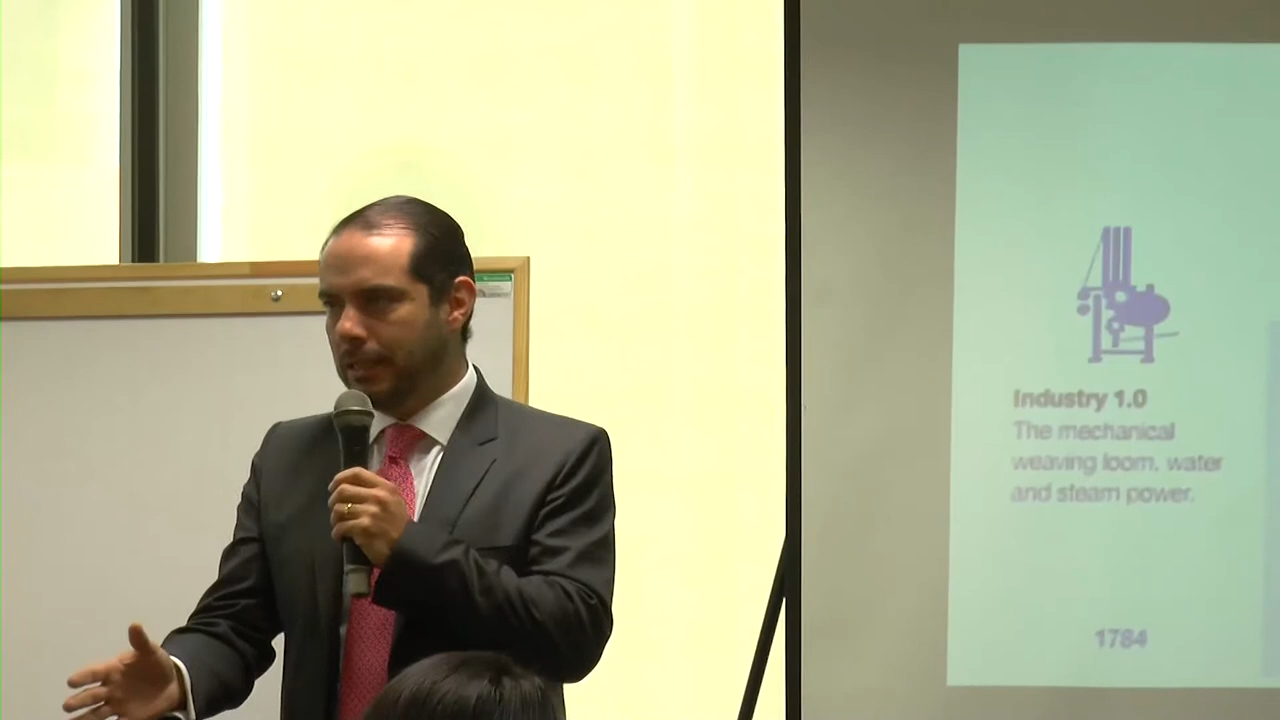 Industry 1.0
The mechanical
weaving loom, water
and steam power.
1784